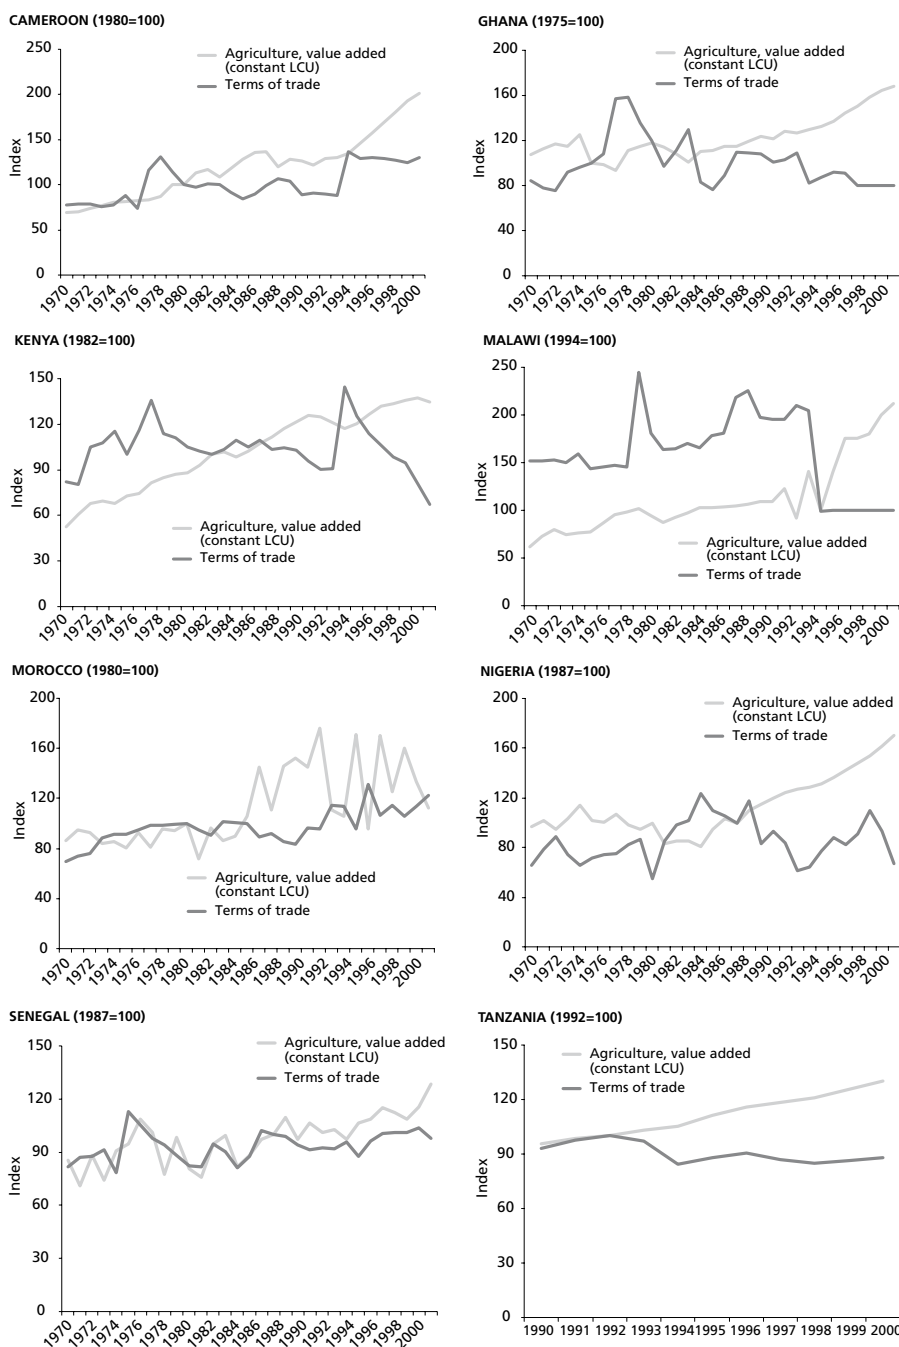 CAMEROON (1980=100)
250
200
150
100
50
0
Index
Agriculture, value added
(constant LCU)
Terms of trade
1970 1972 1974 1976 1978 1980 1982 1984 1986 1988 1990 1992 1994 1996 1998 2000
GHANA (1975=100)
200
160
120
80
40
0
Index
Agriculture, value added
(constant LCU)
Terms of trade
1970 1972 1974 1976 1978 1980 1982 1984 1986 1988 1990 1992 1994 1996 1998 2000
KENYA (1982=100)
150
120
90
60
30
0
Index
Agriculture, value added
(constant LCU)
Terms of trade
1970 1972 1974 1976 1978 1980 1982 1984 1986 1988 1990 1992 1994 1996 1998 2000
MALAWI (1994=100)
250
200
150
100
50
0
Index
Agriculture, value added
(constant LCU)
Terms of trade
1970 1972 1974 1976 1978 1980 1982 1984 1986 1988 1990 1992 1994 1996 1998 2000
MOROCCO (1980=100)
200
160
120
80
40
0
Index
Agriculture, value added
(constant LCU)
Terms of trade
1970 1972 1974 1976 1978 1980 1982 1984 1986 1988 1990 1992 1994 1996 1998 2000
NIGERIA (1987=100)
200
160
120
80
40
0
Index
Agriculture, value added
(constant LCU)
Terms of trade
1970 1972 1974 1976 1978 1980 1982 1984 1986 1988 1990 1992 1994 1996 1998 2000
SENEGAL (1987=100)
150
120
90
60
30
0
Index
Agriculture, value added
(constant LCU)
Terms of trade
1970 1972 1974 1976 1978 1980 1982 1984 1986 1988 1990 1992 1994 1996 1998 2000
TANZANIA (1992=100)
150
120
90
60
30
0
Index
Agriculture, value added
(constant LCU)
Terms of trade
1990 1991 1992 1993 1994 1995 1996 1997 1998 1999 2000